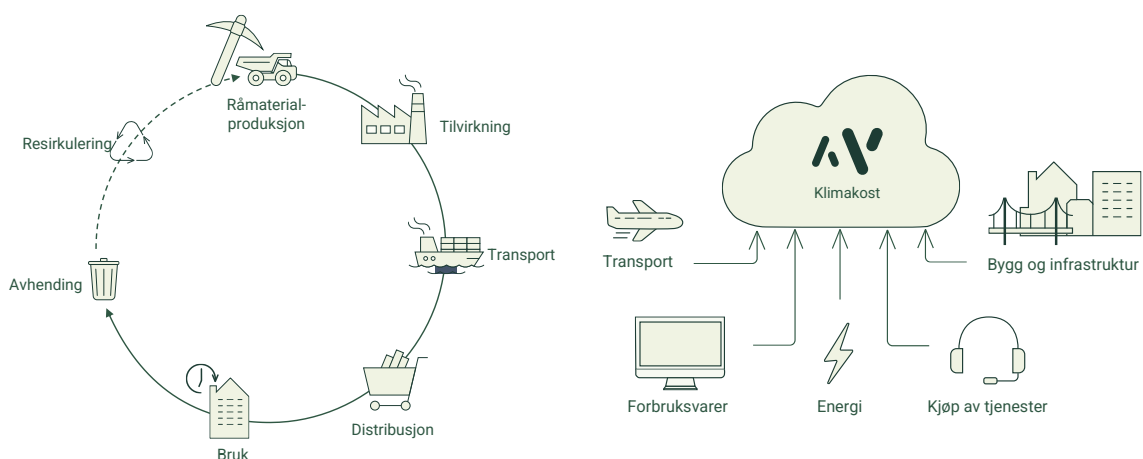 Råmaterial-
produksjon
Tilvirkning
Transport
Distribusjon
Bruk
Avhending
Resirkulering
Klimakost
Transport
Bygg og infrastruktur
Forbruksvarer
Energi
Kjøp av tjenester